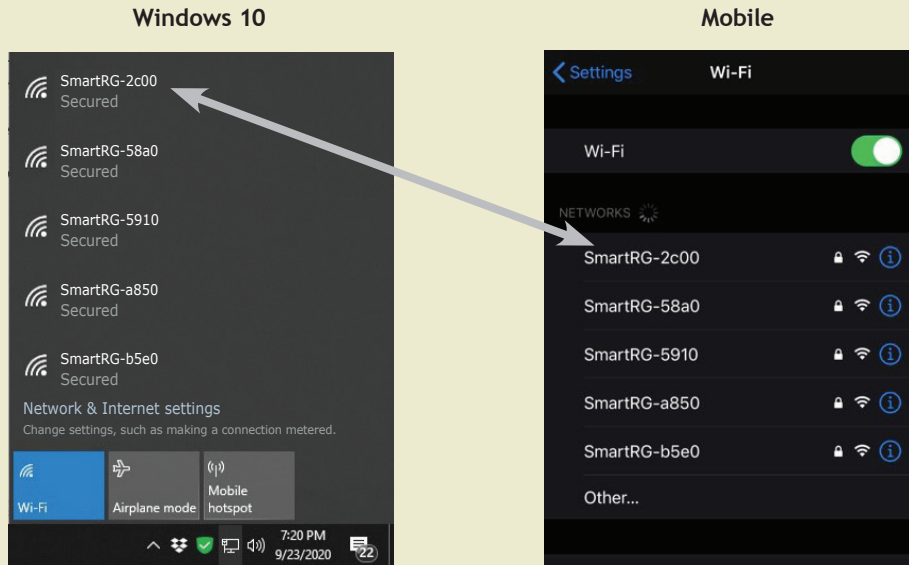 Windows 10
SmartRG-2c00
Secured
SmartRG-58a0
Secured
SmartRG-5910
Secured
SmartRG-a850
Secured
SmartRG-b5e0
Secured
Network & Internet settings
Change settings, such as making a connection metered.
Wi-Fi
Airplane mode
Mobile
hotspot
7:20 PM
9/23/2020
22
Mobile
Settings
Wi-Fi
Wi-Fi
NETWORKS
SmartRG-2c00
SmartRG-58a0
SmartRG-5910
SmartRG-a850
SmartRG-b5e0
Other...